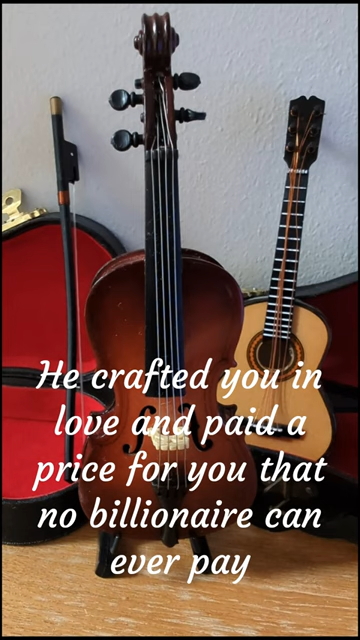 He crafted you in
love and paid a
price for you that
no billionaire can
ever pay